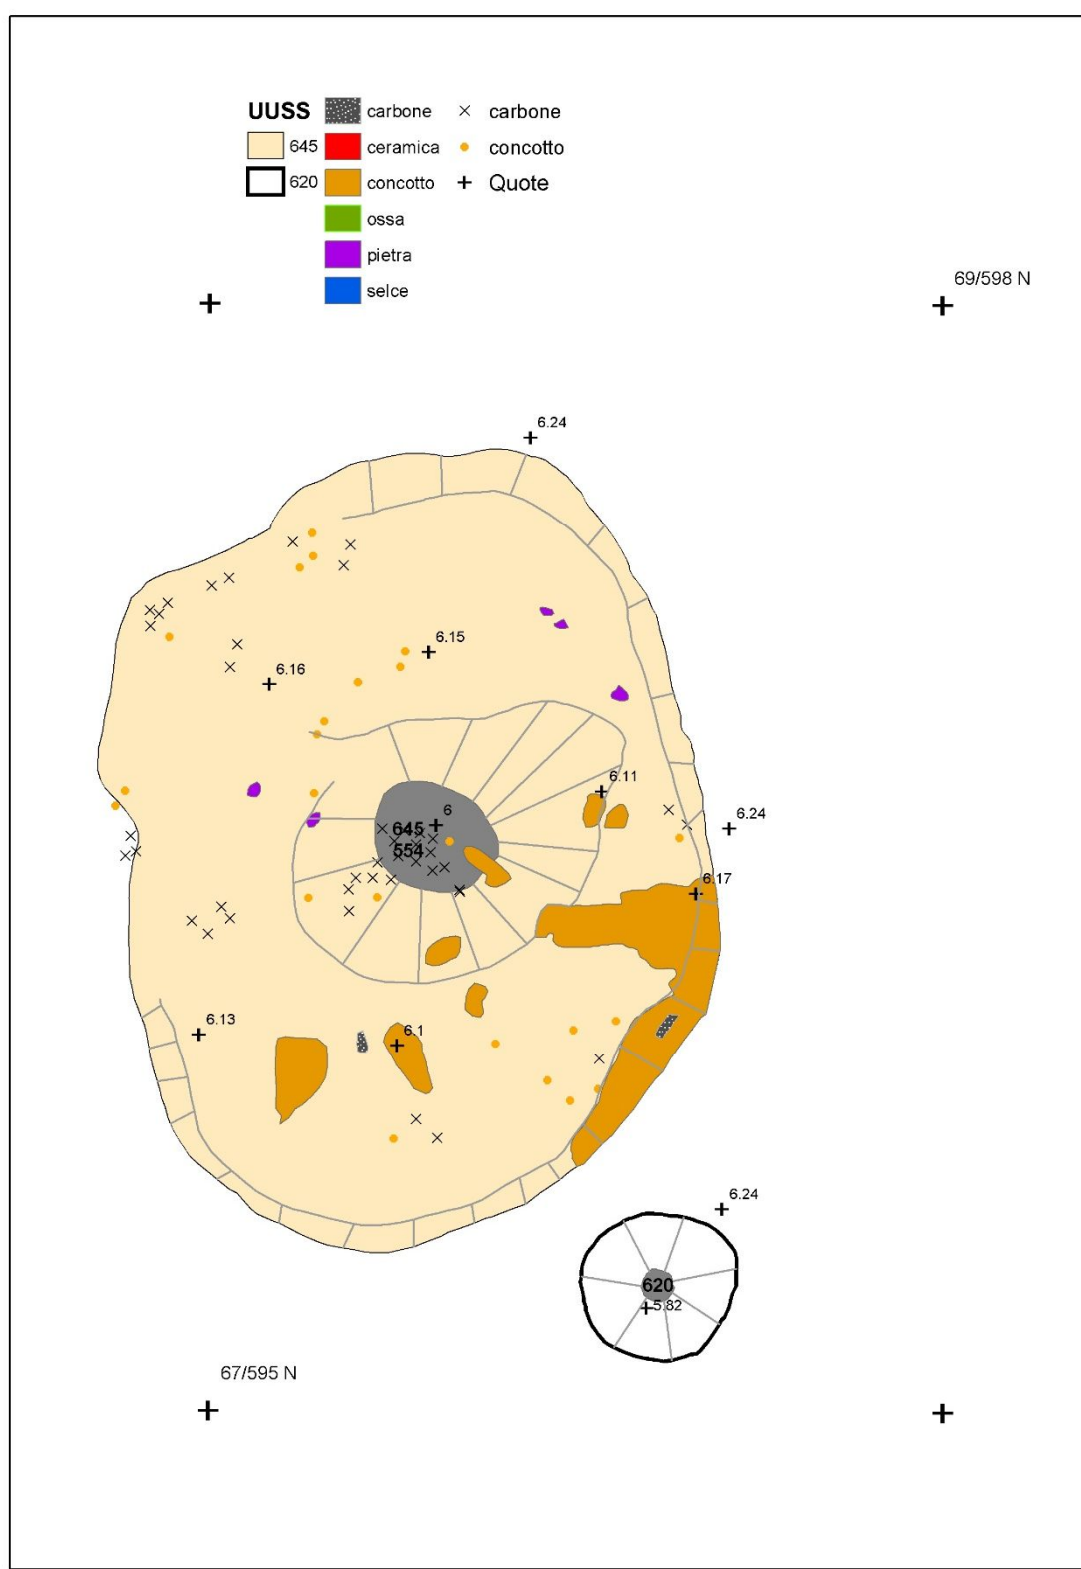 UUSS
645
620
carbone
ceramica
concotto
ossa
pietra
selce
carbone
concotto
Quote
69/598 N
6.24
6.15
6.16
6.11
6
645
554
6.24
6.17
6.13
6.1
6.24
620
5.82
67/595 N